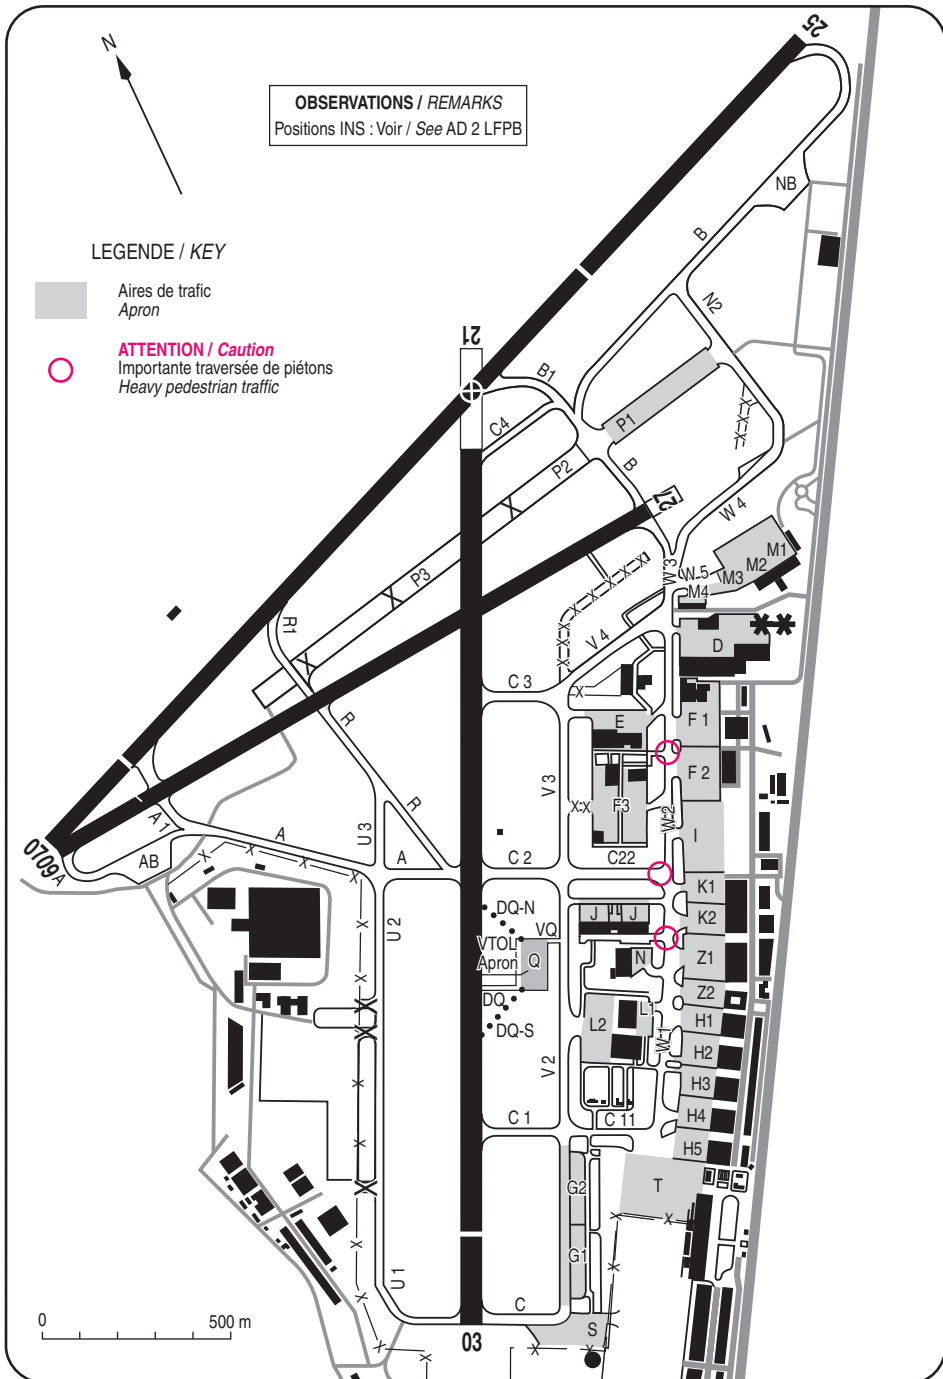 25
N
OBSERVATIONS / REMARKS
Positions INS : Voir / See AD 2 LFPB
NB
B
LEGENDE / KEY
Aires de trafic
Apron
N2
ATTENTION / Caution
Importante traversée de piétons
Heavy pedestrian traffic
21
B1
P1
C4
P2
B
27
W 4
M1
M2
M3
W 3
W 5
M4
P3
R1
V 4
D
C 3
E
F 1
R
F 2
V 3
X X
F3
W-2
R
A 1
A
U 3
I
0709
A
AB
A
C 2
C22
K1
DQ-N
J
J
K2
U 2
VQ
VTOL
Apron
Q
N
Z1
DQ
Z2
DQ-S
L2
L1
H1
W-1
H2
V 2
H3
C 1
C 11
H4
H5
G2
T
G1
U 1
C
S
0
500 m
03